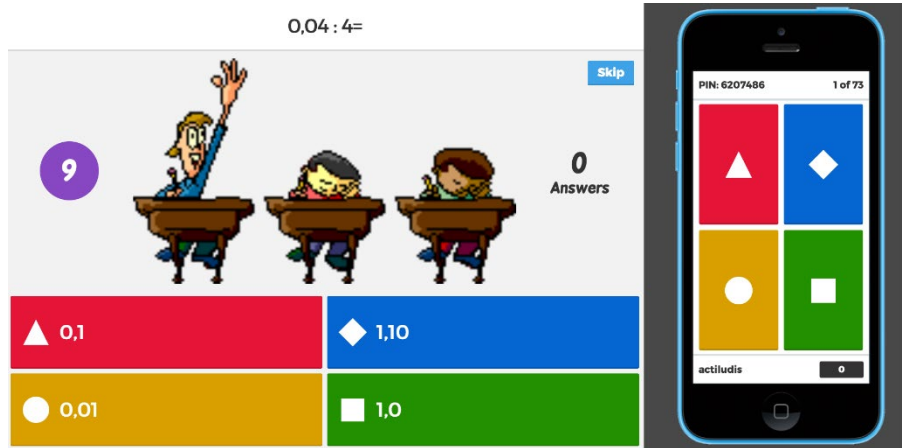 0,04 : 4=
Skip
9
0
Answers
0,1
1,10
0,01
1,0
PIN: 6207486
1 of 73
actiludis
0